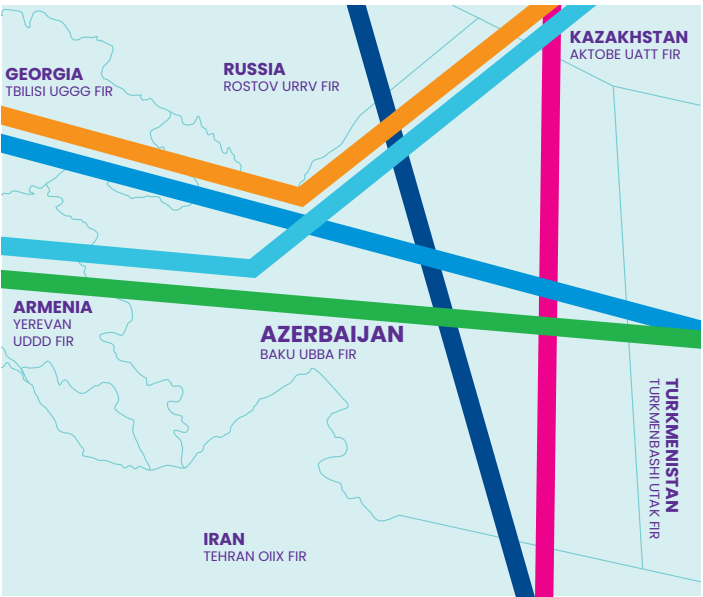 KAZAKHSTAN
AKTOBE UATT FIR
GEORGIA
TBILISI UGGG FIR
RUSSIA
ROSTOV URRV FIR
ARMENIA
YEREVAN
UDDD FIR
AZERBAIJAN
BAKU UBBA FIR
TURKMENISTAN
TURKMENBASHI UTAK FIR
IRAN
TEHRAN OIIX FIR